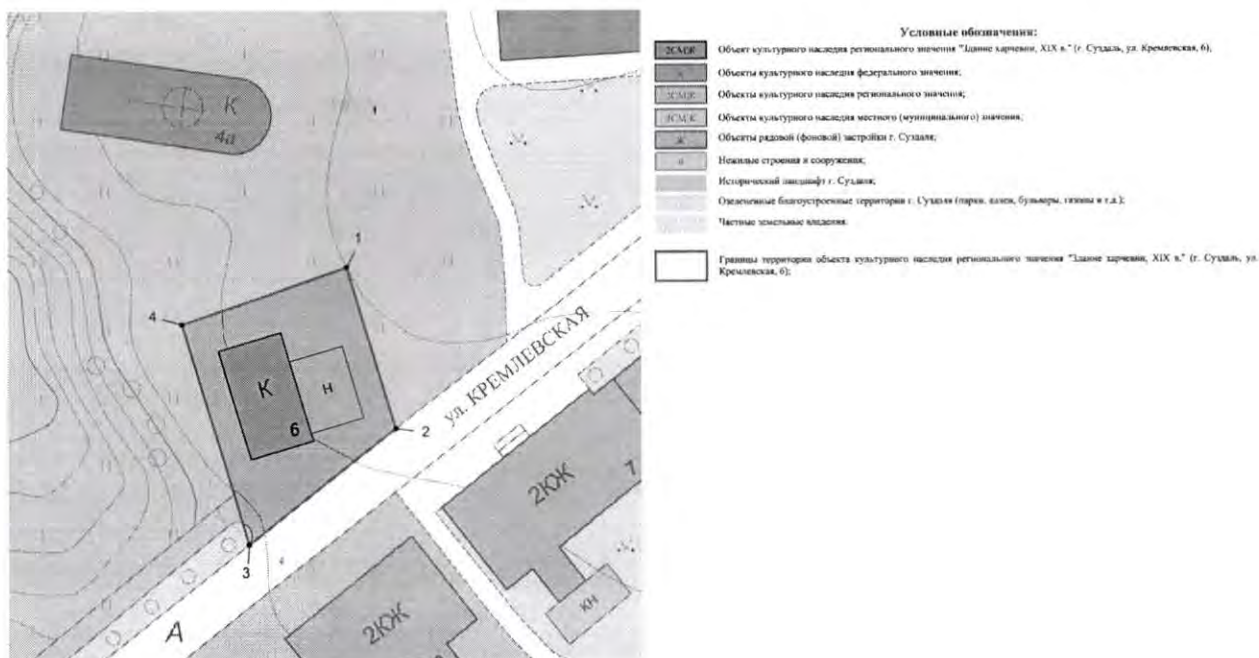 К
4а
1
4
К
н
6
2
ул. КРЕМЛЕВСКАЯ
3
А
2КЖ
7
2КЖ
КН
Условные обозначения:
Объект культурного наследия регионального значения "Здание харчевни, XIX в." (г. Суздаль, ул. Кремлевская, 6);
Объекты культурного наследия федерального значения;
Объекты культурного наследия регионального значения;
Объекты культурного наследия местного (муниципального) значения;
Ж
Объекты рядовой (фоновой) застройки г. Суздаля;
Нежилые строения и сооружения;
Исторический ландшафт г. Суздаля;
Озелененные благоустроенные территории г. Суздаля (парки, аллеи, бульвары, газоны и т.д.);
Частные земельные владения.
Границы территории объекта культурного наследия регионального значения "Здание харчевни, XIX в." (г. Суздаль, ул.
Кремлевская, 6);